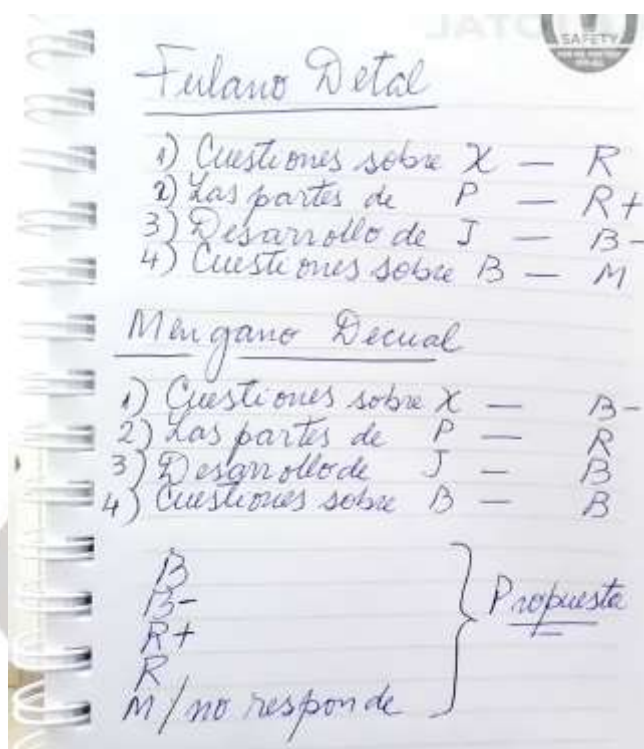 SAFETY
Fulano Detal
1) Cuestiones sobre X — R
2) Las partes de P — R+
3) Desarrollo de J — B-
4) Cuestiones sobre B — M
Mengano Decual
1) Cuestiones sobre X — B-
2) Las partes de P — R
3) Desarrollo de J — B
4) Cuestiones sobre B — B
B
B-
R+
R
M/no responde
Propuesta